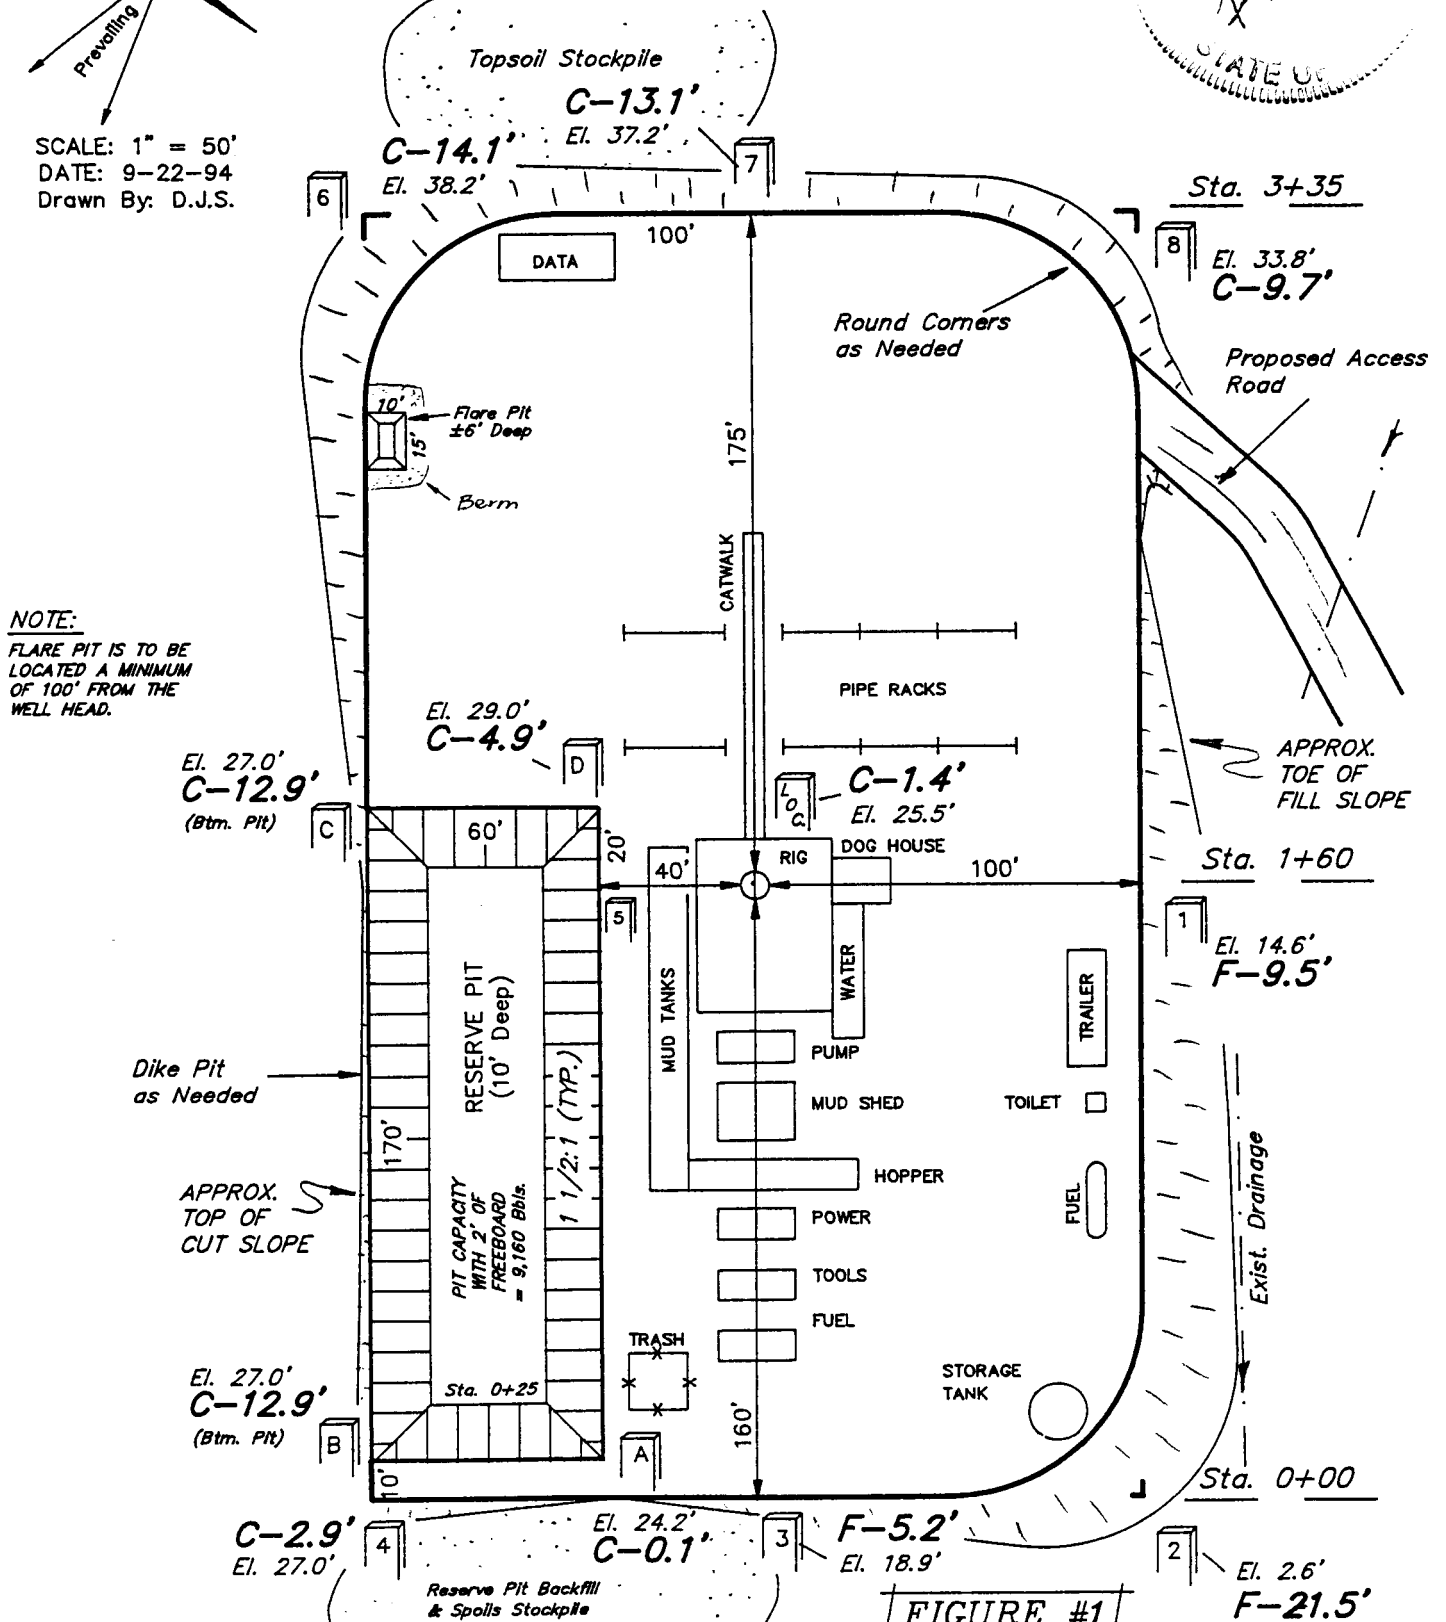 Prevailing
SCALE: 1" = 50'
DATE: 9-22-94
Drawn By: D.J.S.
Topsoil Stockpile
C-13.1'
El. 37.2'
C-14.1'
El. 38.2'
STATE OF
6
7
8
Sta. 3+35
El. 33.8'
C-9.7'
100'
DATA
Round Corners
as Needed
Proposed Access
Road
10'
15'
Flare Pit
±6' Deep
Berm
175'
CATWALK
NOTE:
FLARE PIT IS TO BE
LOCATED A MINIMUM
OF 100' FROM THE
WELL HEAD.
PIPE RACKS
El. 29.0'
C-4.9'
D
El. 27.0'
C-12.9'
(Btm. Pit)
C
LOC.
C-1.4'
El. 25.5'
APPROX.
TOE OF
FILL SLOPE
60'
20'
40'
RIG
DOG HOUSE
100'
Sta. 1+60
5
1
El. 14.6'
F-9.5'
RESERVE PIT
(10' Deep)
MUD TANKS
WATER
TRAILER
PUMP
Dike Pit
as Needed
1 1/2:1 (TYP.)
MUD SHED
TOILET
170'
HOPPER
PIT CAPACITY
WITH 2' OF
FREEBOARD
= 9,160 Bbls.
APPROX.
TOP OF
CUT SLOPE
POWER
FUEL
Exist. Drainage
TOOLS
FUEL
TRASH
STORAGE
TANK
El. 27.0'
C-12.9'
(Btm. Pit)
Sta. 0+25
B
A
160'
10'
Sta. 0+00
C-2.9'
El. 27.0'
4
El. 24.2'
C-0.1'
3
F-5.2'
El. 18.9'
2
El. 2.6'
F-21.5'
Reserve Pit Backfill
& Spoils Stockpile
FIGURE #1